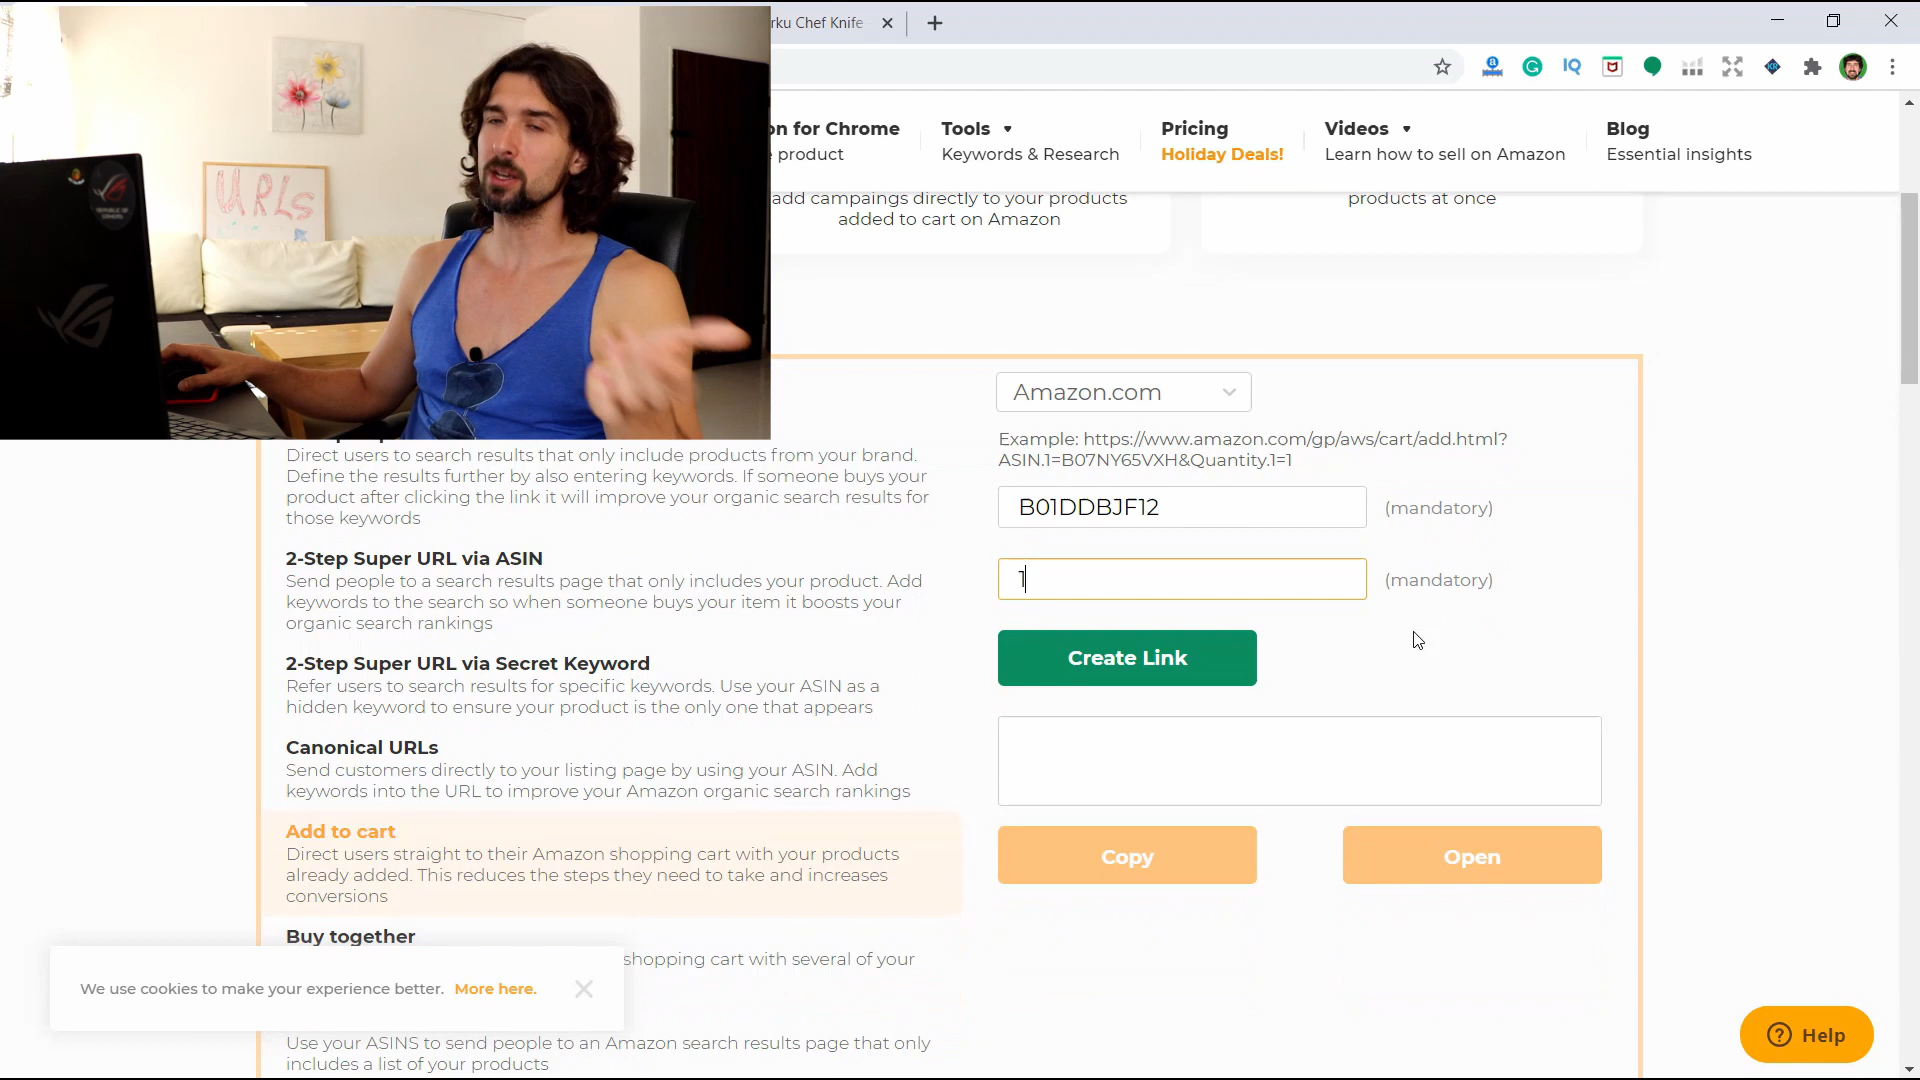 rku Chef Knife
IQ
on for Chrome
Tools
Pricing
Videos
Blog
product
Keywords & Research
Holiday Deals!
Learn how to sell on Amazon
Essential insights
URLs
REPUBLIC OF
GAMERS
add campaings directly to your products
added to cart on Amazon
products at once
Direct users to search results that only include products from your brand.
Define the results further by also entering keywords. If someone buys your
product after clicking the link it will improve your organic search results for
those keywords
2-Step Super URL via ASIN
Send people to a search results page that only includes your product. Add
keywords to the search so when someone buys your item it boosts your
organic search rankings
2-Step Super URL via Secret Keyword
Refer users to search results for specific keywords. Use your ASIN as a
hidden keyword to ensure your product is the only one that appears
Canonical URLs
Send customers directly to your listing page by using your ASIN. Add
keywords into the URL to improve your Amazon organic search rankings
Add to cart
Direct users straight to their Amazon shopping cart with your products
already added. This reduces the steps they need to take and increases
conversions
Buy together
shopping cart with several of your
We use cookies to make your experience better. More here.
Use your ASINS to send people to an Amazon search results page that only
includes a list of your products
Amazon.com
Example: https://www.amazon.com/gp/aws/cart/add.html?
ASIN.1=B07NY65VXH&Quantity.1=1
B01DDBJF12
(mandatory)
1
(mandatory)
Create Link
Copy
Open
Help